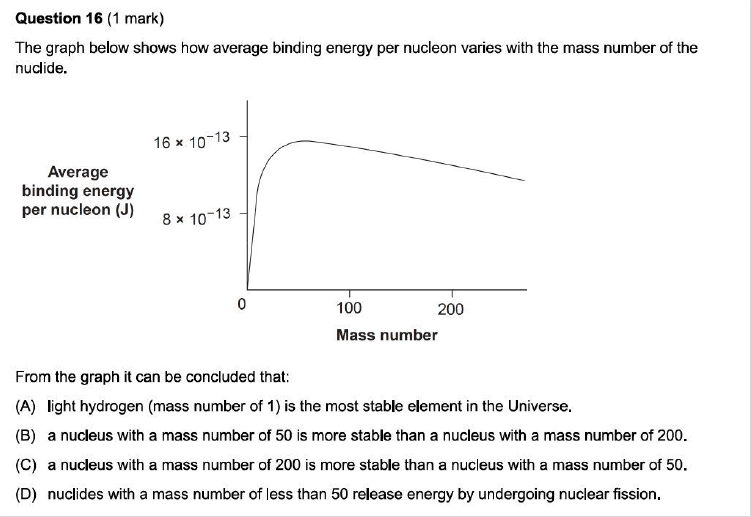 Question 16 (1 mark)
The graph below shows how average binding energy per nucleon varies with the mass number of the
nuclide.
16 × 10⁻¹³
Average
binding energy
per nucleon (J)
8 × 10⁻¹³
0
100
200
Mass number
From the graph it can be concluded that:
(A) light hydrogen (mass number of 1) is the most stable element in the Universe.
(B) a nucleus with a mass number of 50 is more stable than a nucleus with a mass number of 200.
(C) a nucleus with a mass number of 200 is more stable than a nucleus with a mass number of 50.
(D) nuclides with a mass number of less than 50 release energy by undergoing nuclear fission.